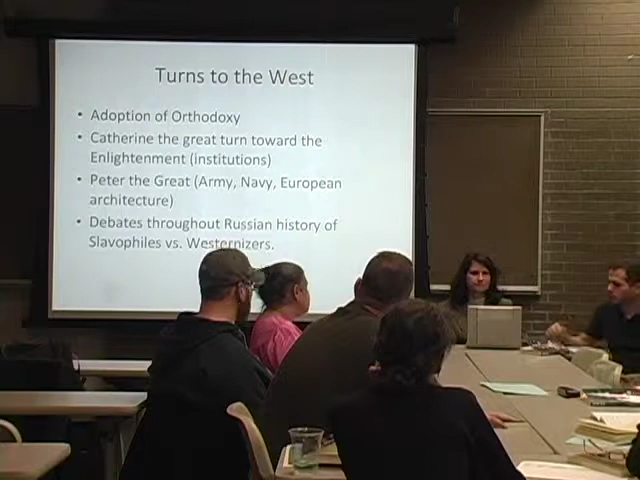 Turns to the West
• Adoption of Orthodoxy
• Catherine the great turn toward the
Enlightenment (institutions)
• Peter the Great (Army, Navy, European
architecture)
• Debates throughout Russian history of
Slavophiles vs. Westernizers.